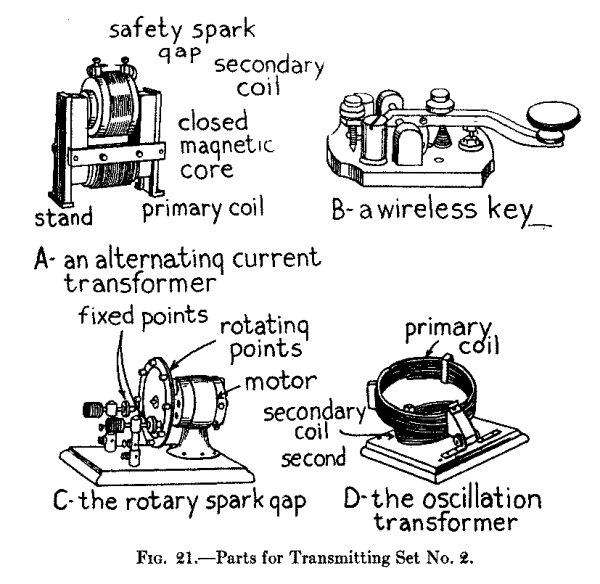 safety spark
gap
secondary
coil
closed
magnetic
core
stand
primary coil
A- an alternating current
transformer
B- a wireless key
fixed points
rotating
points
motor
C- the rotary spark gap
primary
coil
secondary
coil
second
D- the oscillation
transformer
FIG. 21.—Parts for Transmitting Set No. 2.